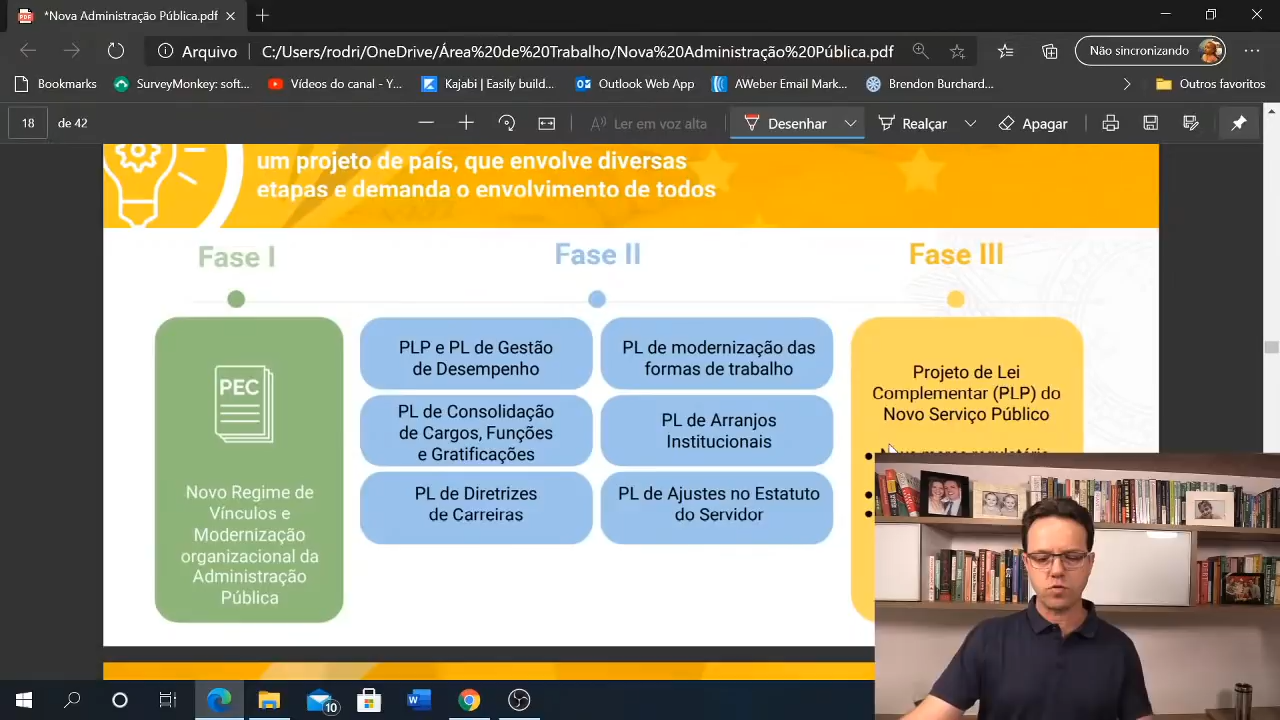 *Nova Administração Pública.pdf
Arquivo
C:/Users/rodri/OneDrive/Área%20de%20Trabalho/Nova%20Administração%20Pública.pdf
Não sincronizando
Bookmarks
SurveyMonkey: soft...
Vídeos do canal - Y...
Kajabi | Easily build...
Outlook Web App
AWeber Email Mark...
Brendon Burchard...
Outros favoritos
18
de 42
Ler em voz alta
Desenhar
Realçar
Apagar
um projeto de país, que envolve diversas
etapas e demanda o envolvimento de todos
Fase I
Fase II
Fase III
PEC
Novo Regime de
Vínculos e
Modernização
organizacional da
Administração
Pública
PLP e PL de Gestão
de Desempenho
PL de modernização das
formas de trabalho
PL de Consolidação
de Cargos, Funções
e Gratificações
PL de Arranjos
Institucionais
PL de Diretrizes
de Carreiras
PL de Ajustes no Estatuto
do Servidor
Projeto de Lei
Complementar (PLP) do
Novo Serviço Público
10